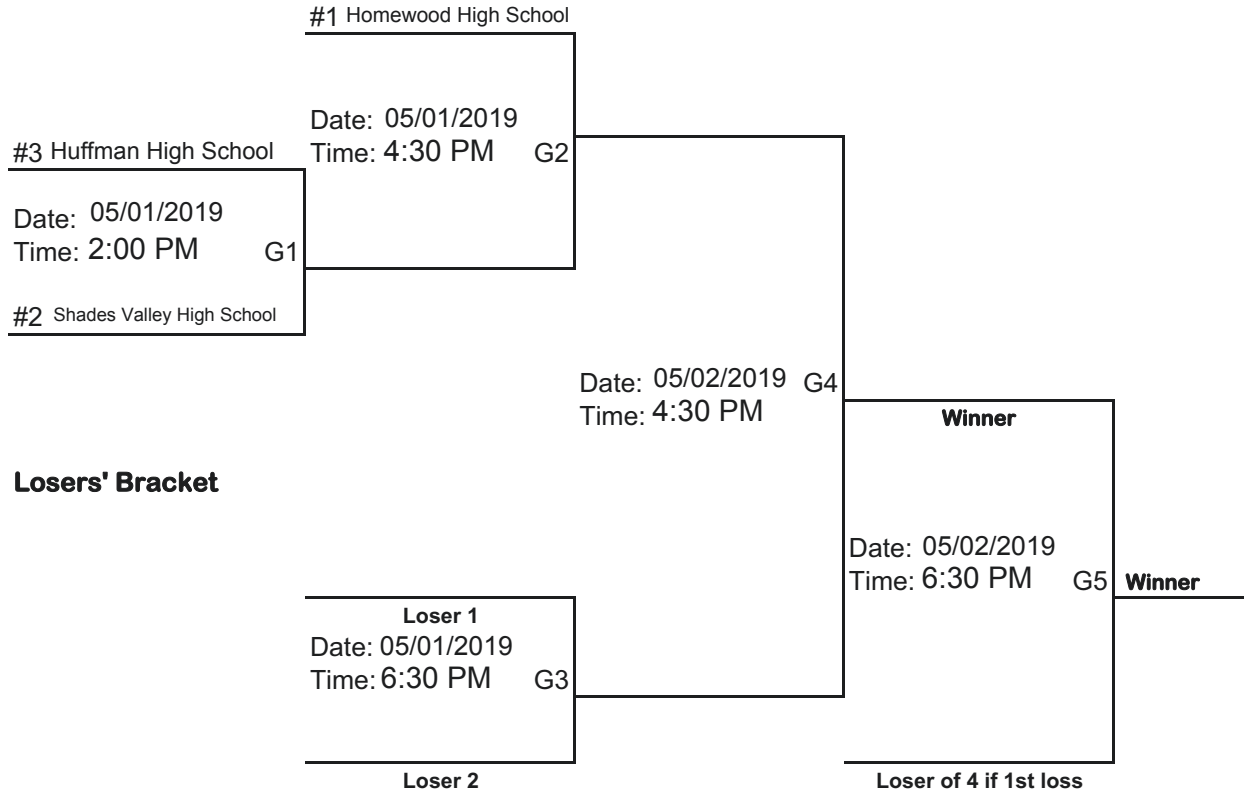 #1 Homewood High School
Date: 05/01/2019
Time: 4:30 PM G2
#3 Huffman High School
Date: 05/01/2019
Time: 2:00 PM G1
#2 Shades Valley High School
Date: 05/02/2019 G4
Time: 4:30 PM
Winner
Losers' Bracket
Date: 05/02/2019
Time: 6:30 PM G5 Winner
Loser 1
Date: 05/01/2019
Time: 6:30 PM G3
Loser 2
Loser of 4 if 1st loss